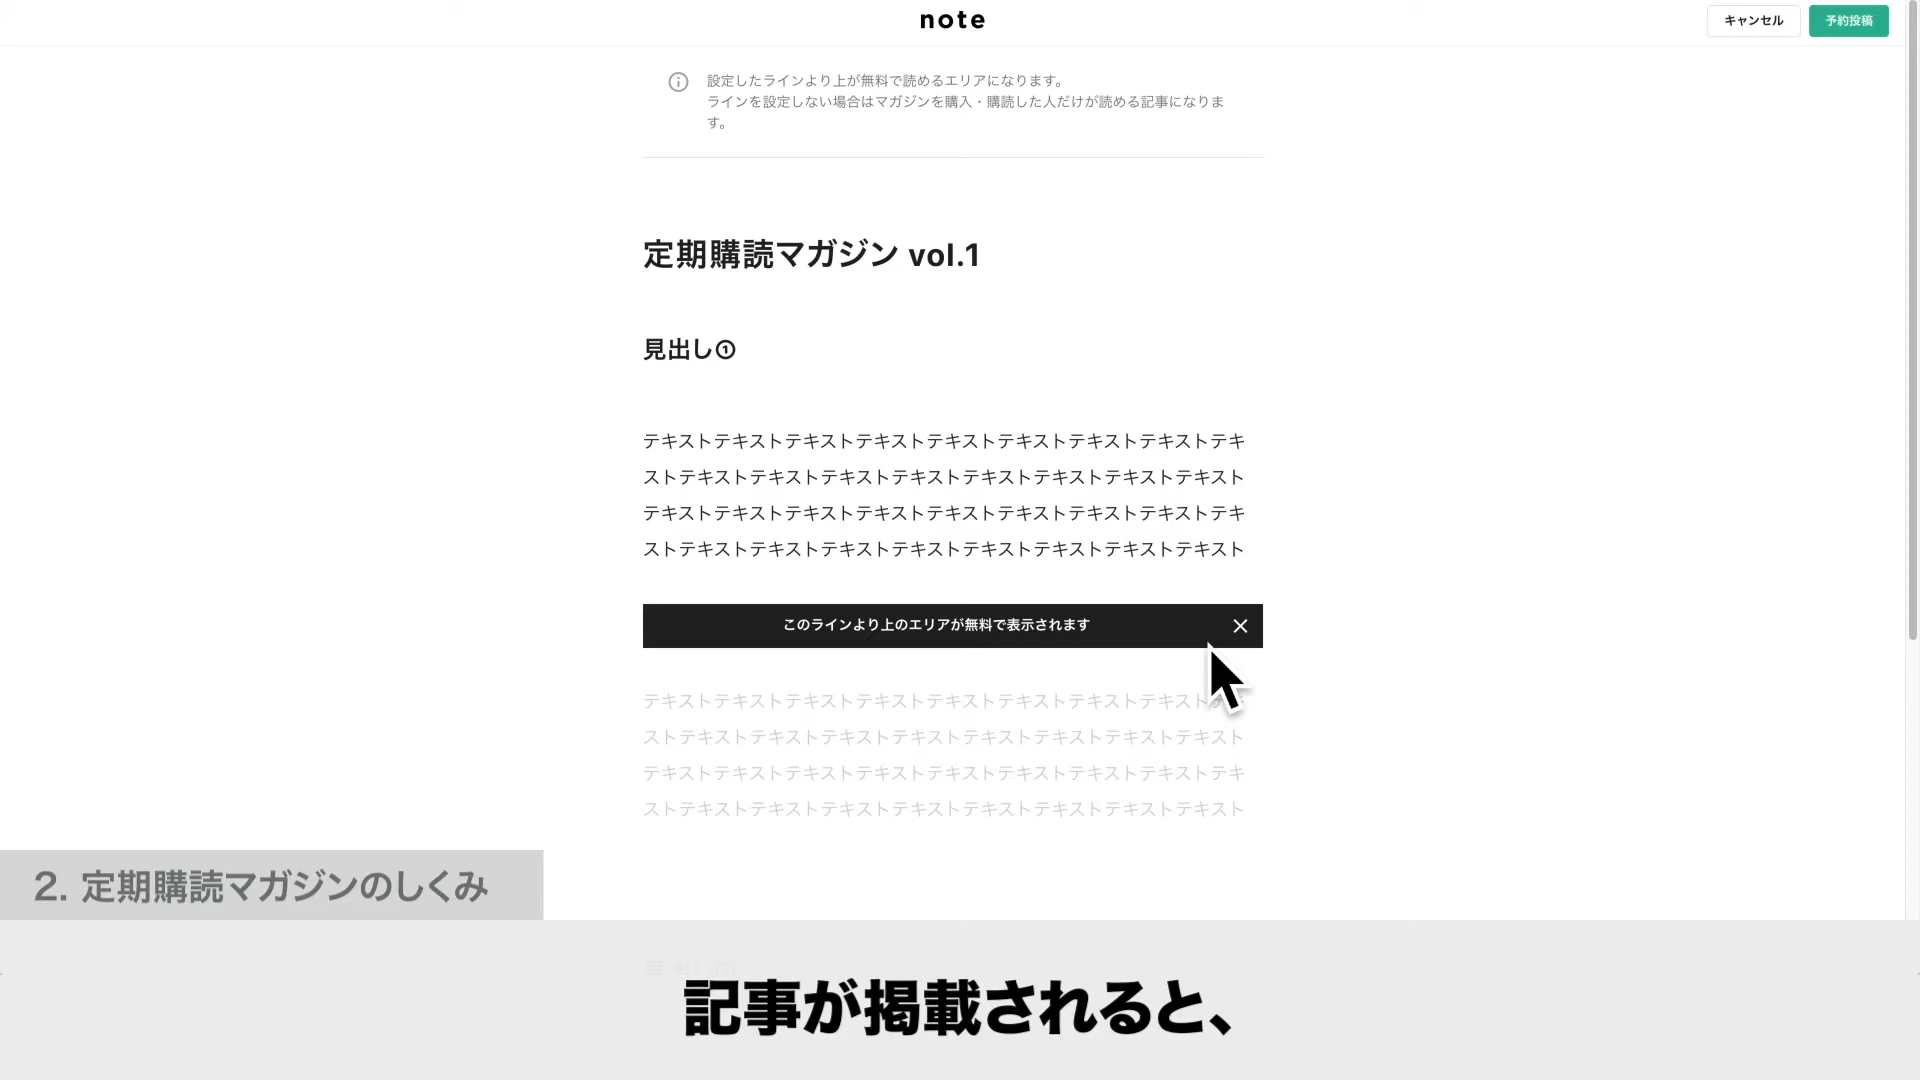 note
キャンセル
予約投稿
設定したラインより上が無料で読めるエリアになります。
ラインを設定しない場合はマガジンを購入・購読した人だけが読める記事になりま
す。
定期購読マガジン vol.1
見出し①
テキストテキストテキストテキストテキストテキストテキストテキストテキ
ストテキストテキストテキストテキストテキストテキストテキストテキスト
テキストテキストテキストテキストテキストテキストテキストテキストテキ
ストテキストテキストテキストテキストテキストテキストテキストテキスト
このラインより上のエリアが無料で表示されます
テキストテキストテキストテキストテキストテキストテキストテキストテキ
ストテキストテキストテキストテキストテキストテキストテキストテキスト
テキストテキストテキストテキストテキストテキストテキストテキストテキ
ストテキストテキストテキストテキストテキストテキストテキストテキスト
2. 定期購読マガジンのしくみ
記事が掲載されると、